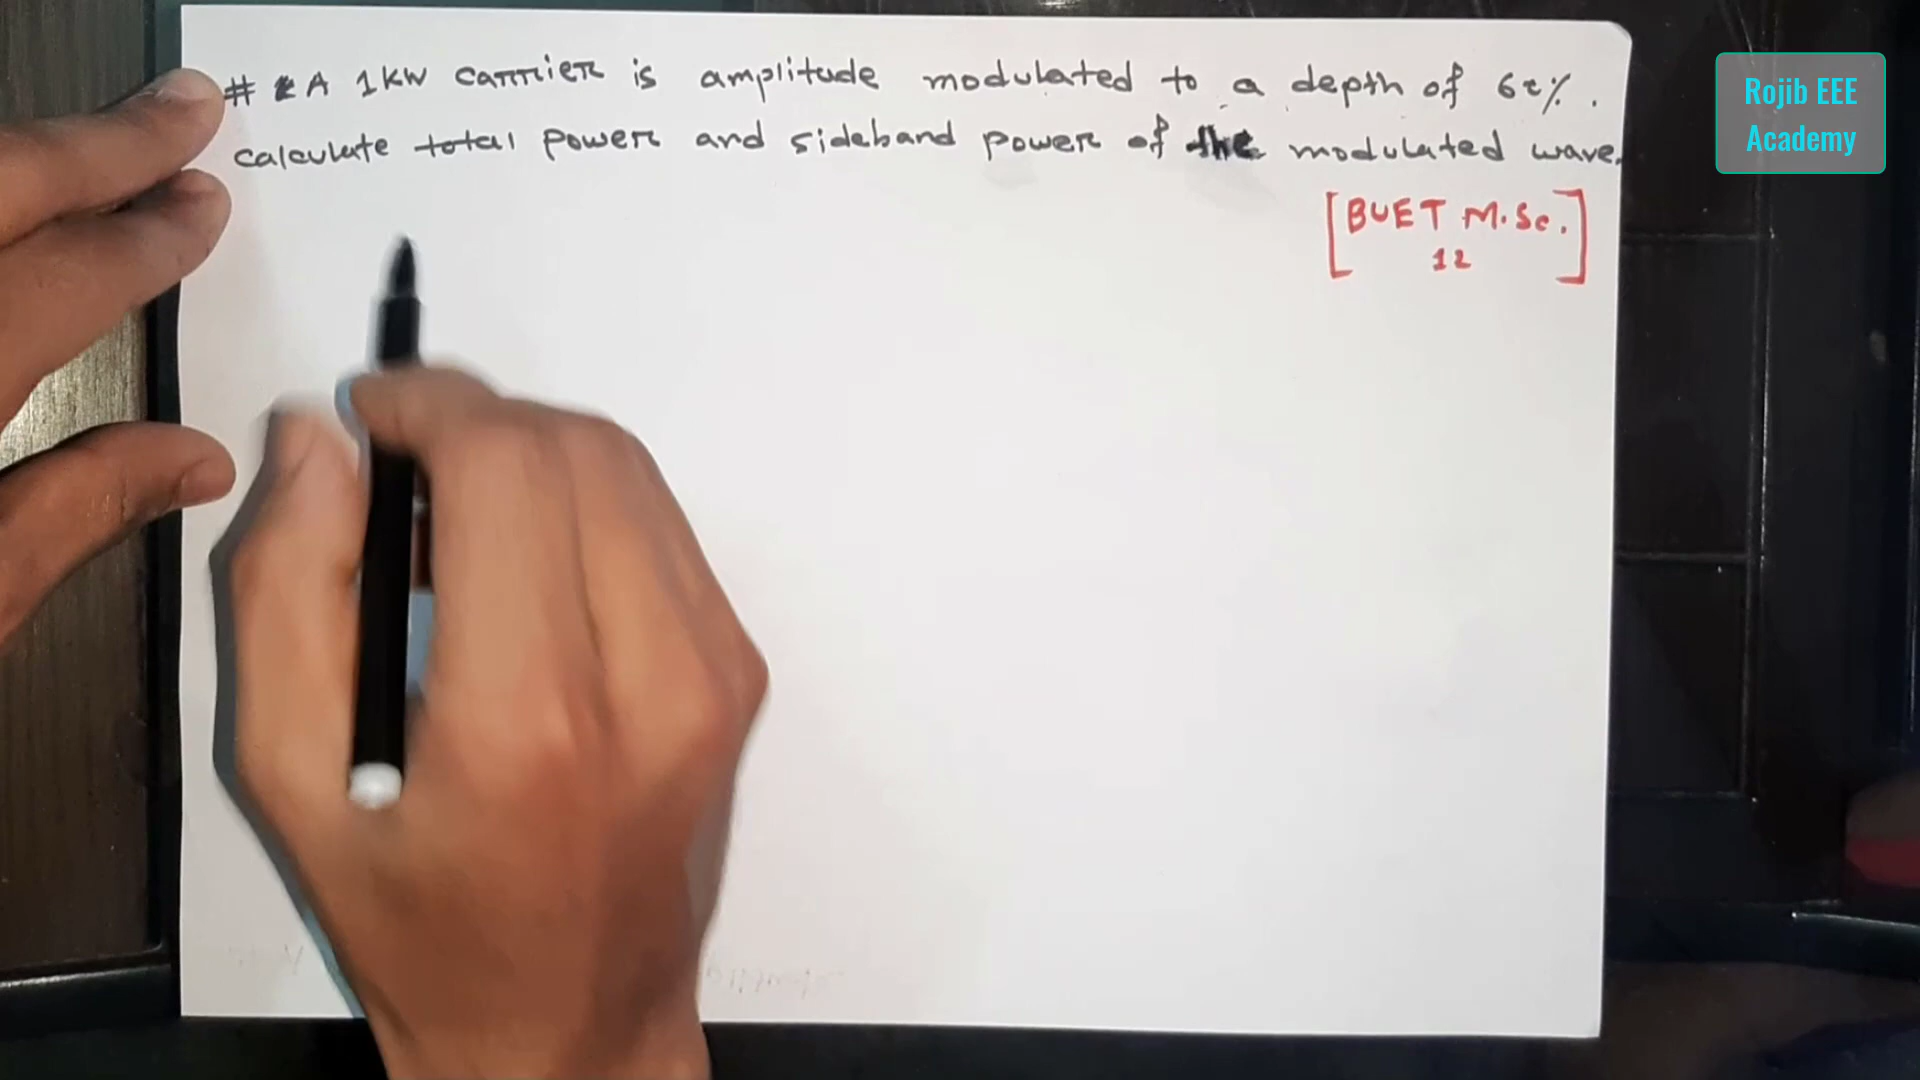 # A 1kW carrier is amplitude modulated to a depth of 60%.
calculate total power and sideband power of the modulated wave.
[BUET M.Sc.
12]
Rojib EEE
Academy